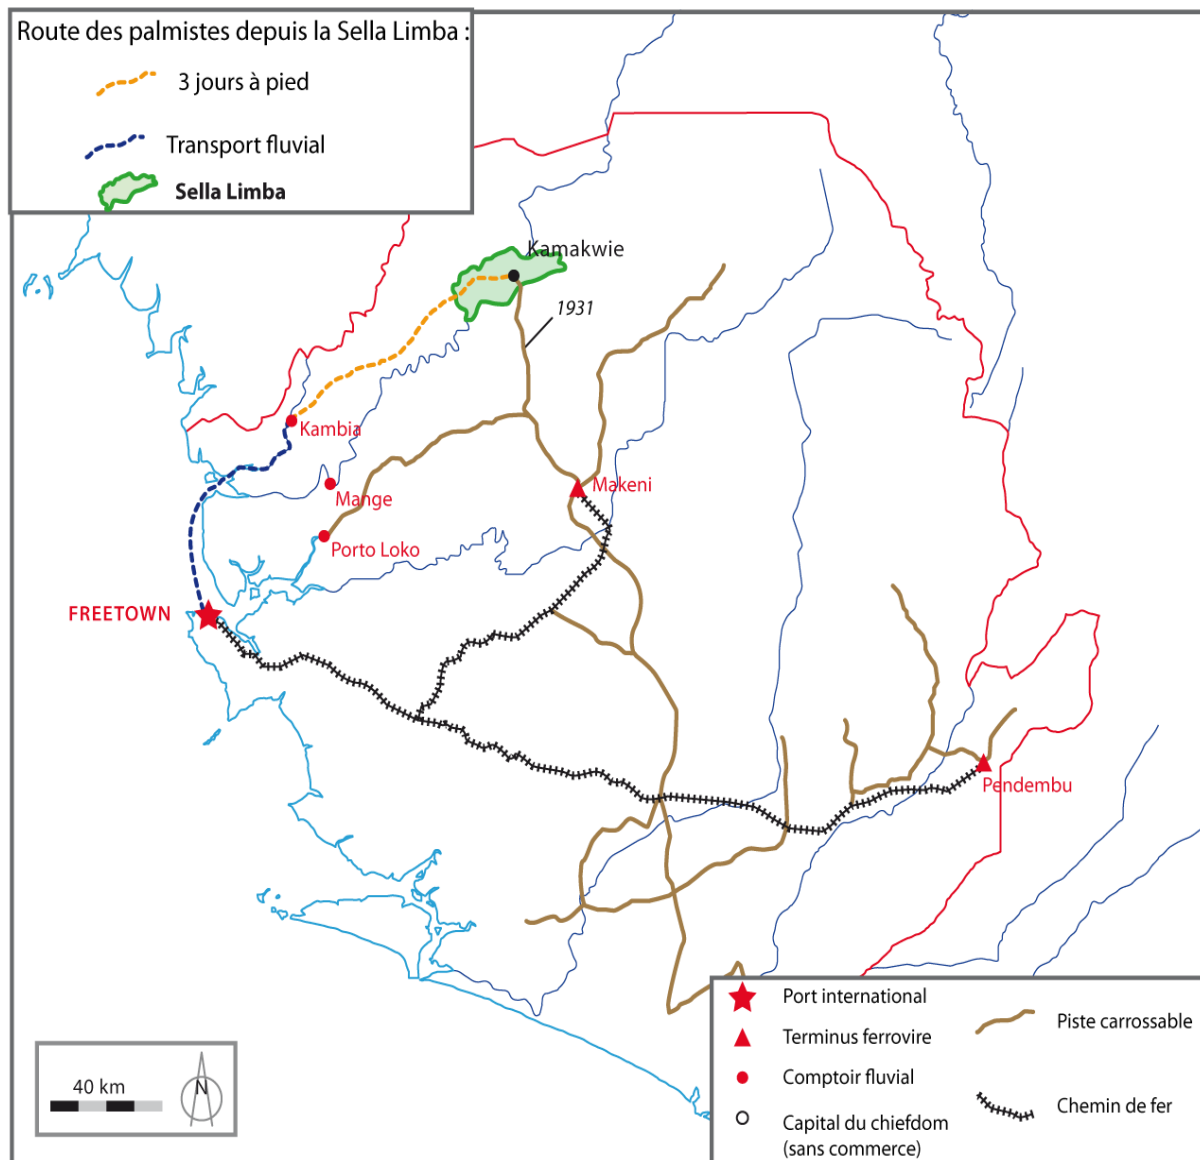 Route des palmistes depuis la Sella Limba :
3 jours à pied
Transport fluvial
Sella Limba
Kamakwie
1931
Kambia
Mange
Makeni
Porto Loko
FREETOWN
Pendembu
Port international
Terminus ferrovire
Comptoir fluvial
Capital du chiefdom
(sans commerce)
Piste carrossable
Chemin de fer
40 km
N